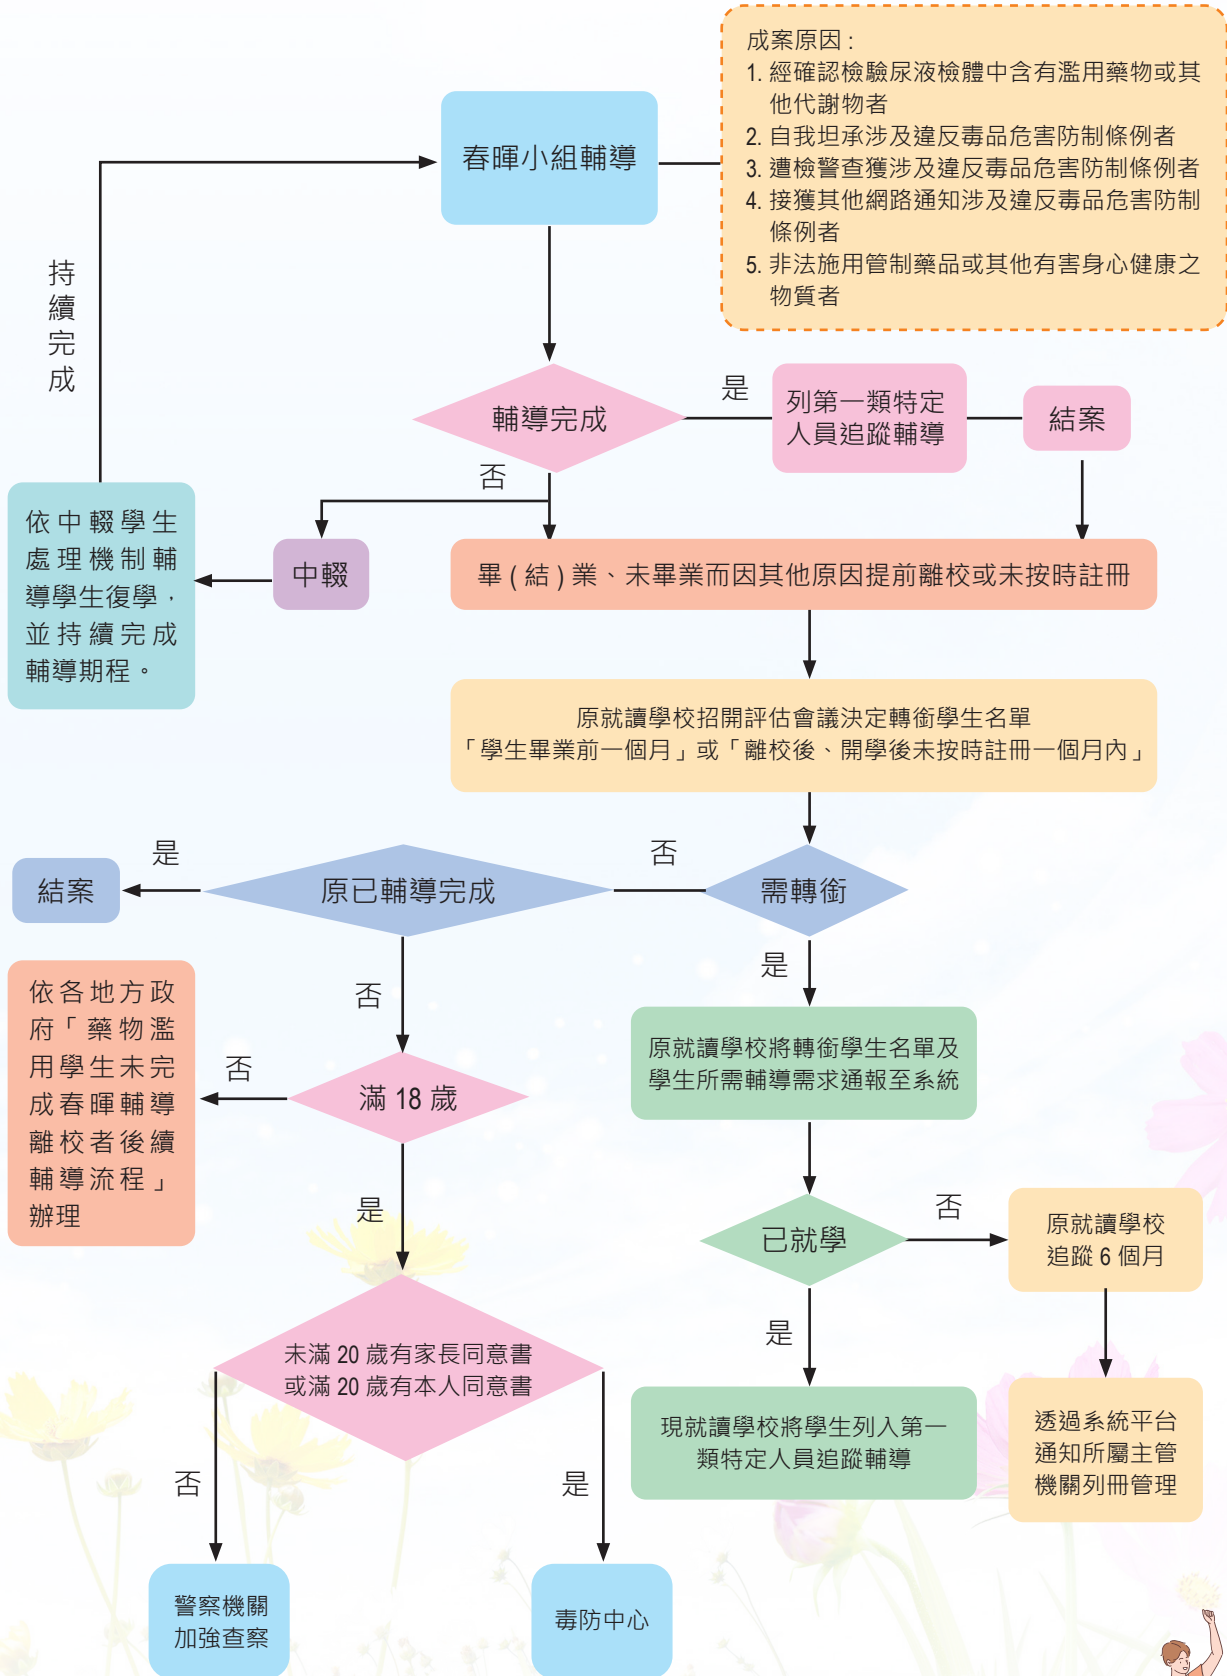 成案原因：
1. 經確認檢驗尿液檢體中含有濫用藥物或其
他代謝物者
2. 自我坦承涉及違反毒品危害防制條例者
3. 遭檢警查獲涉及違反毒品危害防制條例者
4. 接獲其他網路通知涉及違反毒品危害防制
條例者
5. 非法施用管制藥品或其他有害身心健康之
物質者
春暉小組輔導
持續完成
輔導完成
是
列第一類特定
人員追蹤輔導
結案
否
中輟
依中輟學生
處理機制輔
導學生復學，
並持續完成
輔導期程。
畢（結）業、未畢業而因其他原因提前離校或未按時註冊
原就讀學校招開評估會議決定轉銜學生名單
「學生畢業前一個月」或「離校後、開學後未按時註冊一個月內」
需轉銜
否
原已輔導完成
是
結案
否
滿 18 歲
否
依各地方政
府「藥物濫
用學生未完
成春暉輔導
離校者後續
輔導流程」
辦理
是
未滿 20 歲有家長同意書
或滿 20 歲有本人同意書
否
警察機關
加強查察
是
毒防中心
是
原就讀學校將轉銜學生名單及
學生所需輔導需求通報至系統
已就學
否
原就讀學校
追蹤 6 個月
透過系統平台
通知所屬主管
機關列冊管理
是
現就讀學校將學生列入第一
類特定人員追蹤輔導